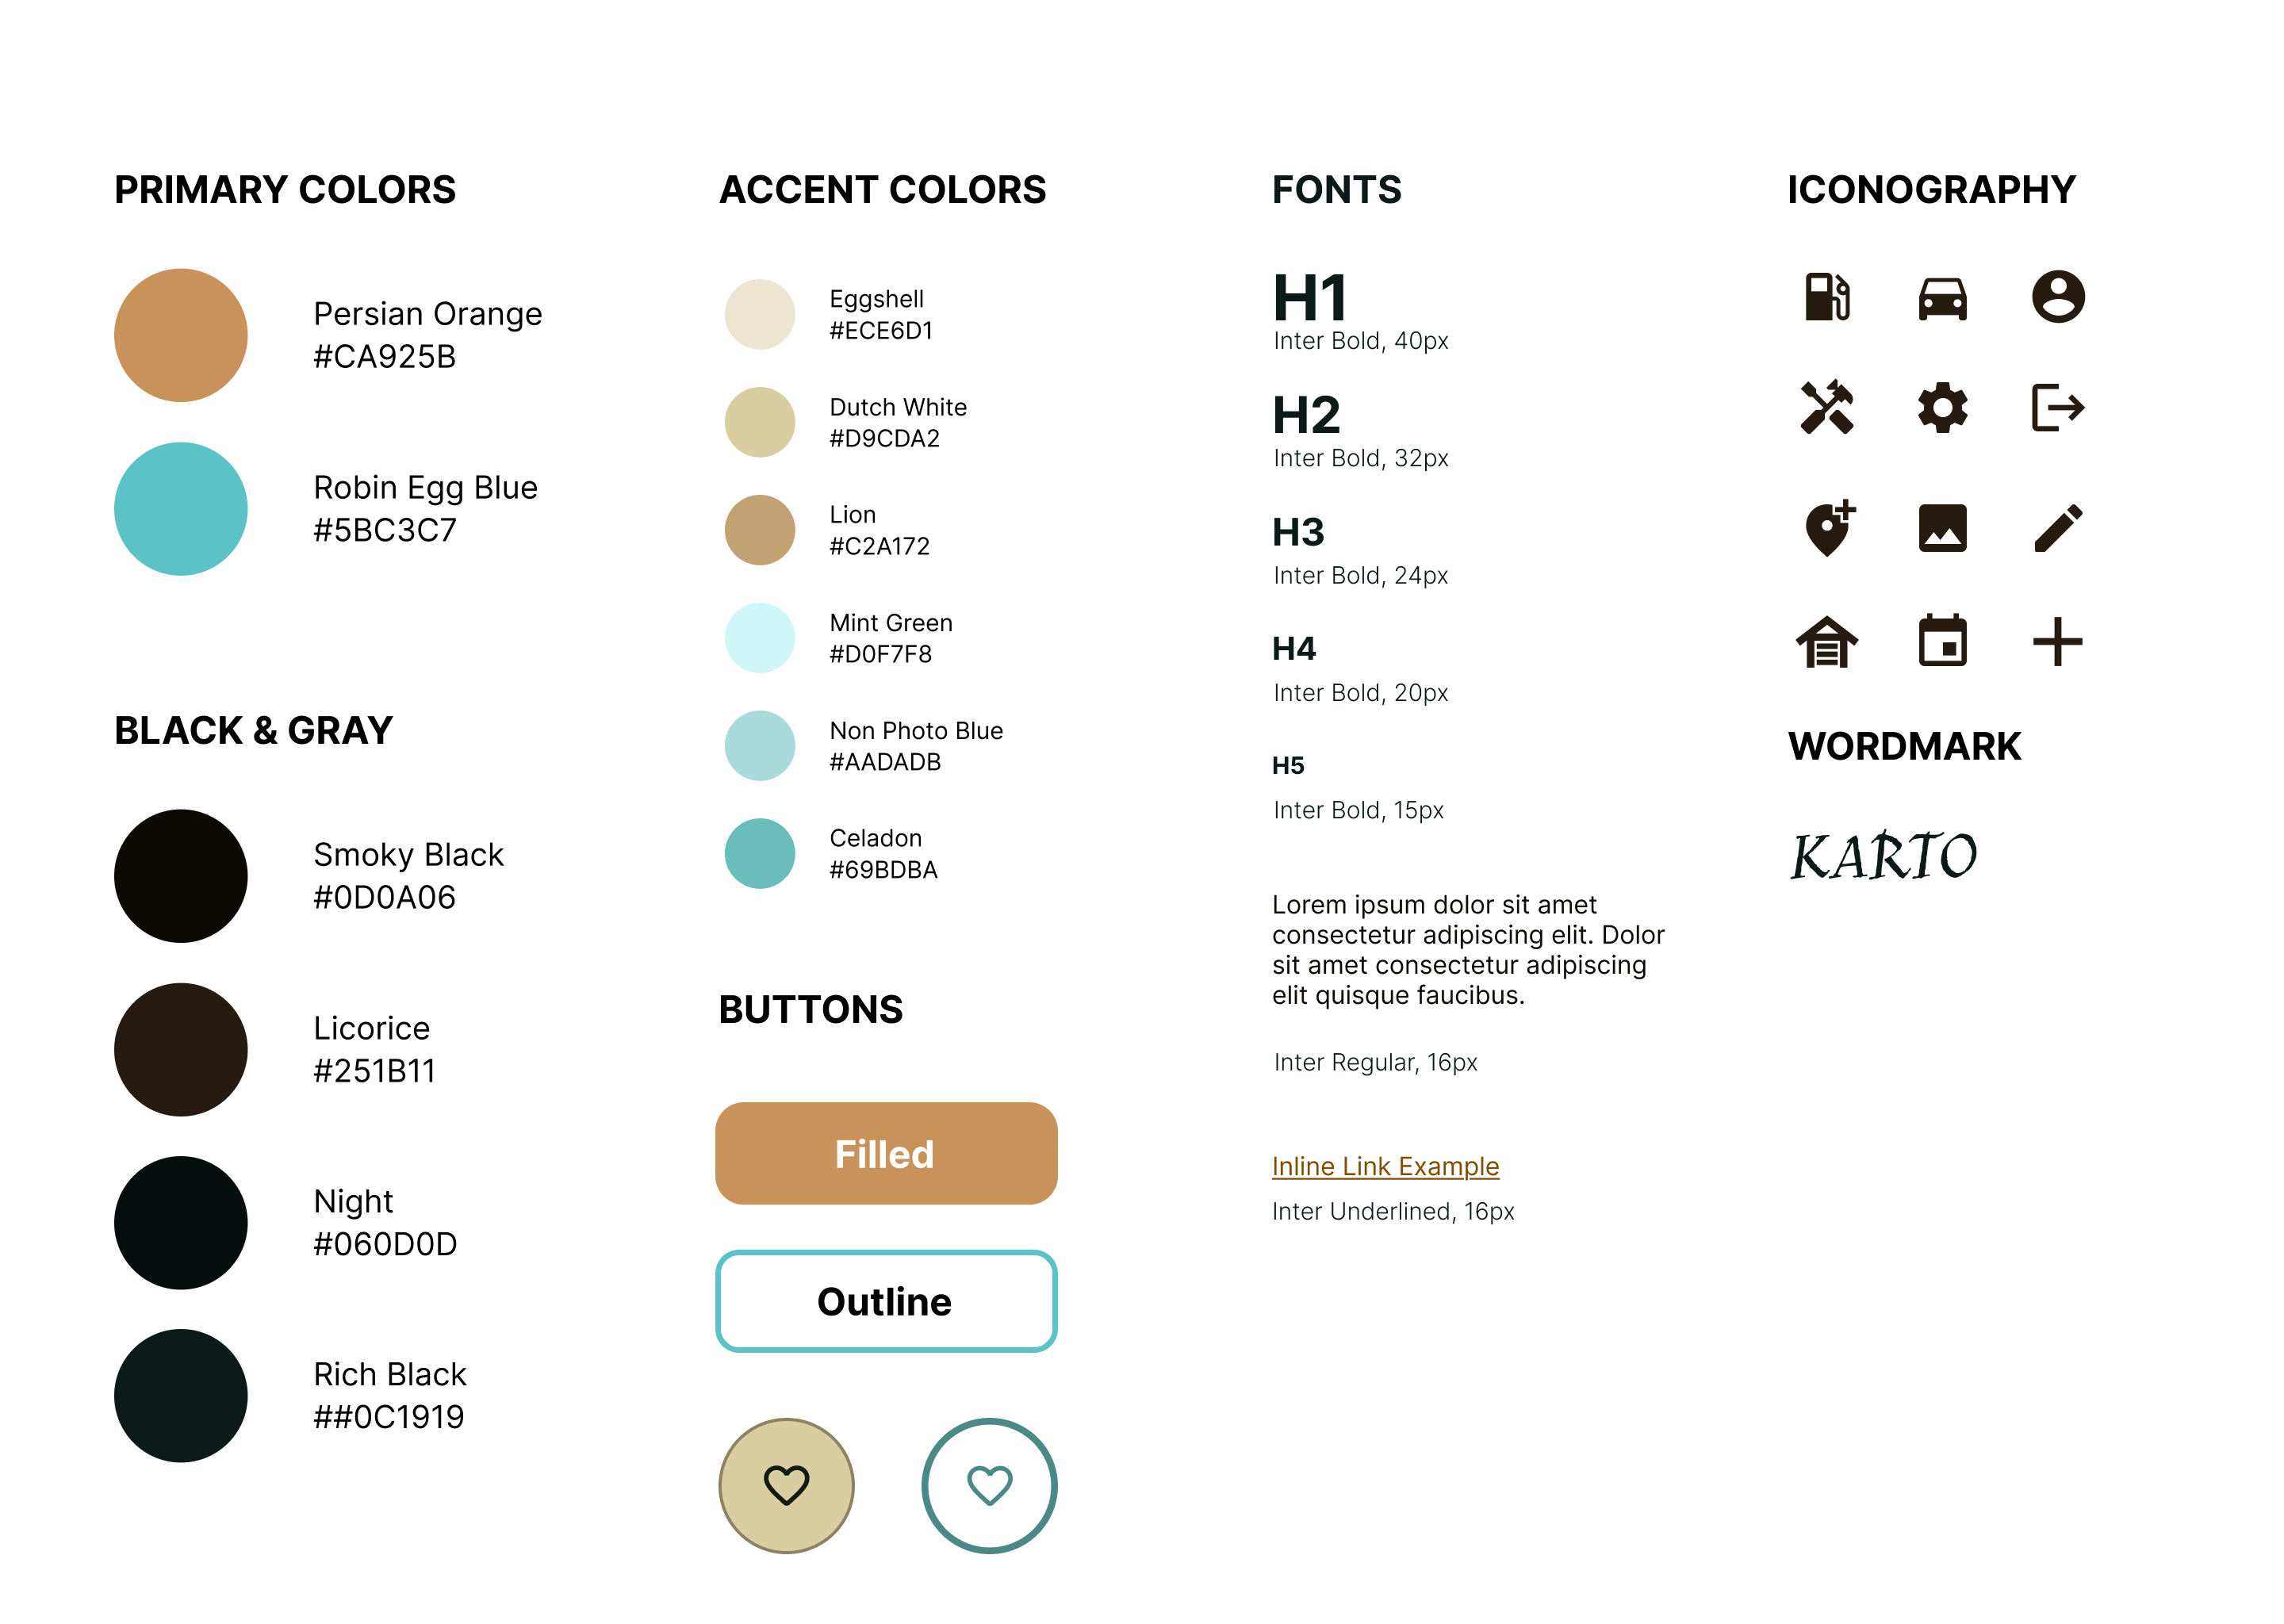 PRIMARY COLORS
Persian Orange
#CA925B
Robin Egg Blue
#5BC3C7
BLACK & GRAY
Smoky Black
#0D0A06
Licorice
#251B11
Night
#060D0D
Rich Black
##0C1919
ACCENT COLORS
Eggshell
#ECE6D1
Dutch White
#D9CDA2
Lion
#C2A172
Mint Green
#D0F7F8
Non Photo Blue
#AADADB
Celadon
#69BDBA
BUTTONS
Filled
Outline
FONTS
H1
Inter Bold, 40px
H2
Inter Bold, 32px
H3
Inter Bold, 24px
H4
Inter Bold, 20px
H5
Inter Bold, 15px
Lorem ipsum dolor sit amet
consectetur adipiscing elit. Dolor
sit amet consectetur adipiscing
elit quisque faucibus.
Inter Regular, 16px
Inline Link Example
Inter Underlined, 16px
ICONOGRAPHY
WORDMARK
KARTO